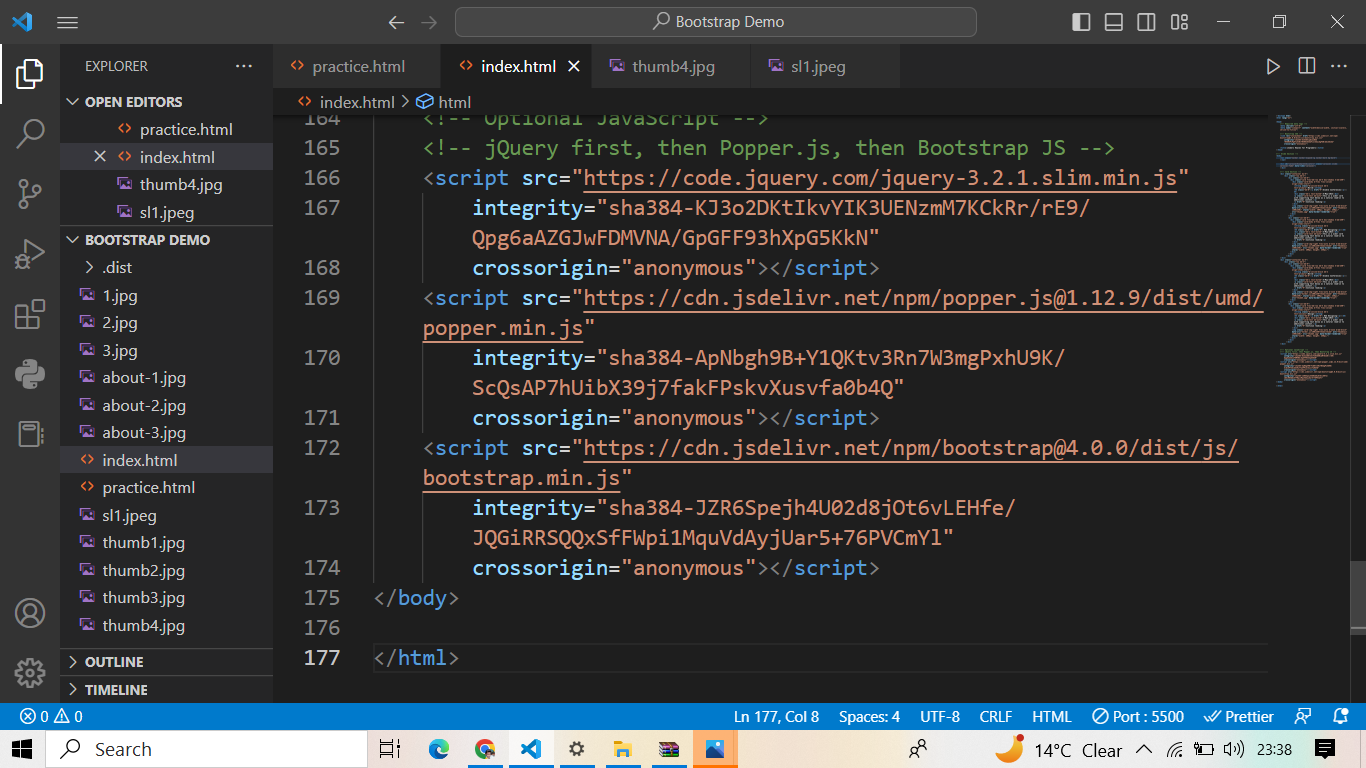 Bootstrap Demo
EXPLORER
OPEN EDITORS
practice.html
index.html
thumb4.jpg
sl1.jpeg
BOOTSTRAP DEMO
.dist
1.jpg
2.jpg
3.jpg
about-1.jpg
about-2.jpg
about-3.jpg
index.html
practice.html
sl1.jpeg
thumb1.jpg
thumb2.jpg
thumb3.jpg
thumb4.jpg
OUTLINE
TIMELINE
practice.html index.html thumb4.jpg sl1.jpeg
index.html > html
164 <!-- Optional JavaScript -->
165 <!-- jQuery first, then Popper.js, then Bootstrap JS -->
166 <script src="https://code.jquery.com/jquery-3.2.1.slim.min.js"
167 integrity="sha384-KJ3o2DKtIkvYIK3UENzmM7KCkRr/rE9/
Qpg6aAZGJwFDMVNA/GpGFF93hXpG5KkN"
168 crossorigin="anonymous"></script>
169 <script src="https://cdn.jsdelivr.net/npm/popper.js@1.12.9/dist/umd/
popper.min.js"
170 integrity="sha384-ApNbgh9B+Y1QKtv3Rn7W3mgPxhU9K/
ScQsAP7hUibX39j7fakFPskvXusvfa0b4Q"
171 crossorigin="anonymous"></script>
172 <script src="https://cdn.jsdelivr.net/npm/bootstrap@4.0.0/dist/js/
bootstrap.min.js"
173 integrity="sha384-JZR6Spejh4U02d8jOt6vLEHfe/
JQGiRRSQQxSfFWpi1MquVdAyjUar5+76PVCmYl"
174 crossorigin="anonymous"></script>
175 </body>
176
177 </html>
0 0 Ln 177, Col 8 Spaces: 4 UTF-8 CRLF HTML Port : 5500 Prettier
Search 14°C Clear 23:38